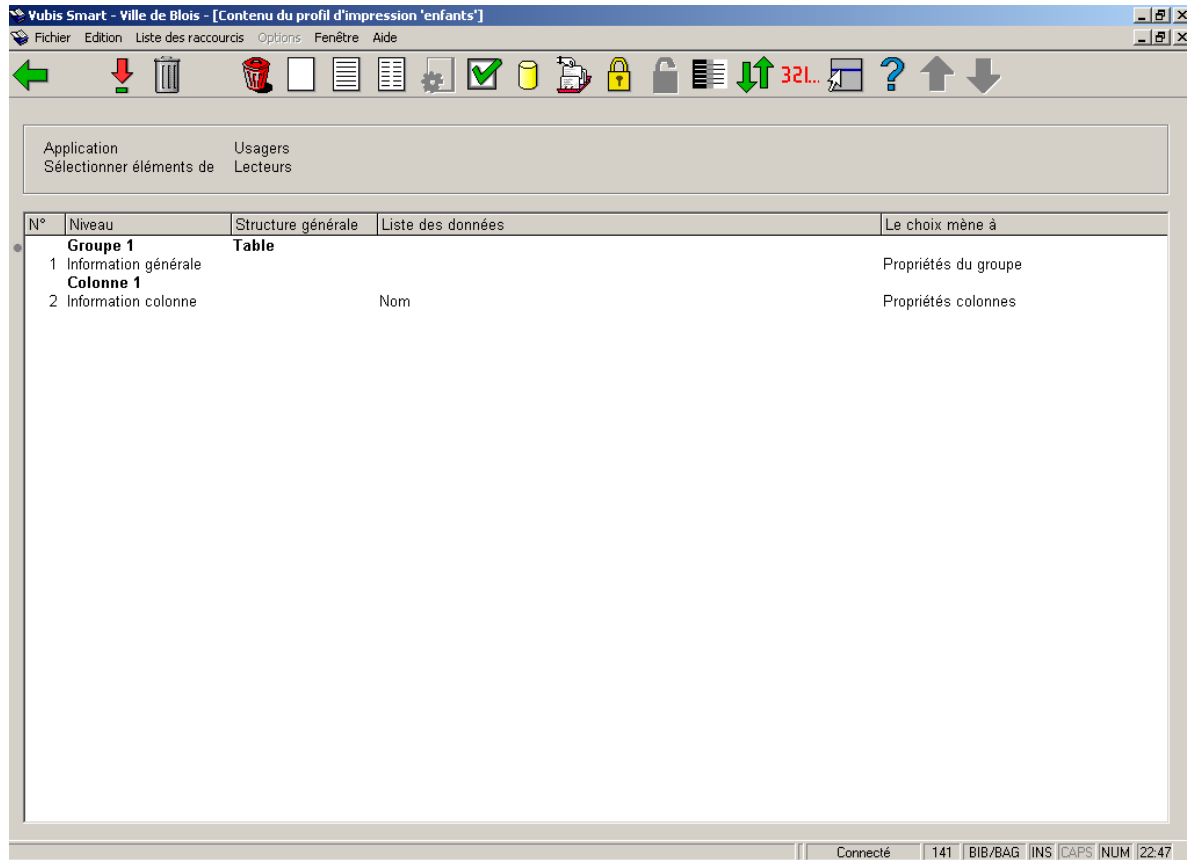 Vubis Smart - Ville de Blois - [Contenu du profil d'impression 'enfants']
Fichier Edition Liste des raccourcis Options Fenêtre Aide
321...
Application Usagers
Sélectionner éléments de Lecteurs
N° Niveau Structure générale Liste des données Le choix mène à
Groupe 1 Table
1 Information générale Propriétés du groupe
Colonne 1
2 Information colonne Nom Propriétés colonnes
Connecté 141 BIB/BAG INS CAPS NUM 22:47